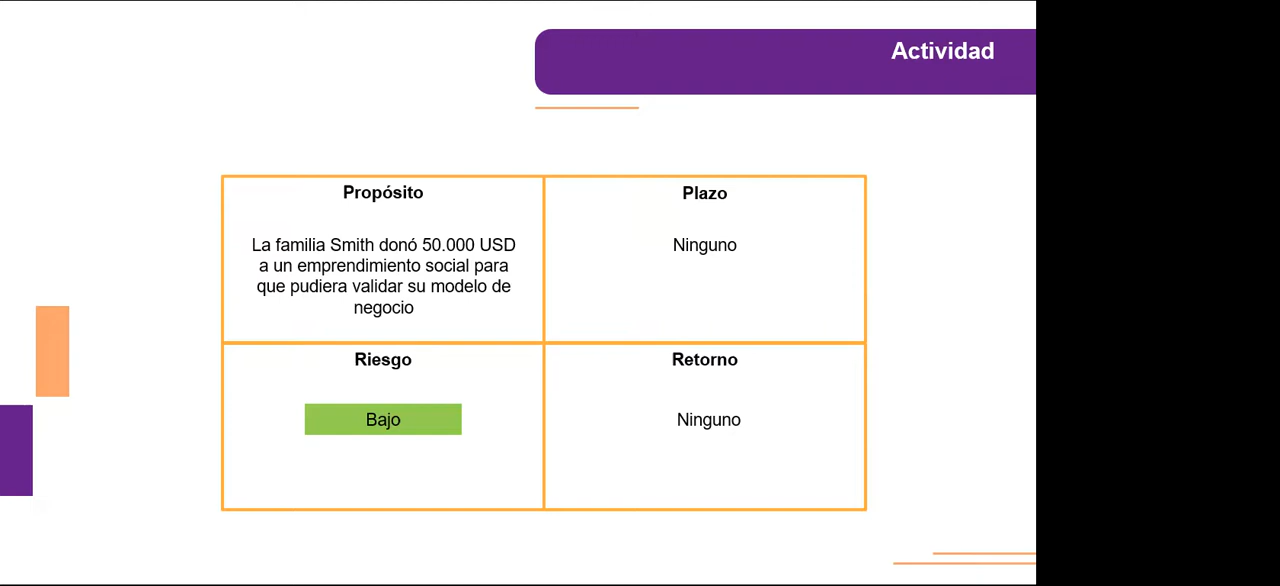 Actividad
Propósito
La familia Smith donó 50.000 USD
a un emprendimiento social para
que pudiera validar su modelo de
negocio
Plazo
Ninguno
Riesgo
Bajo
Retorno
Ninguno